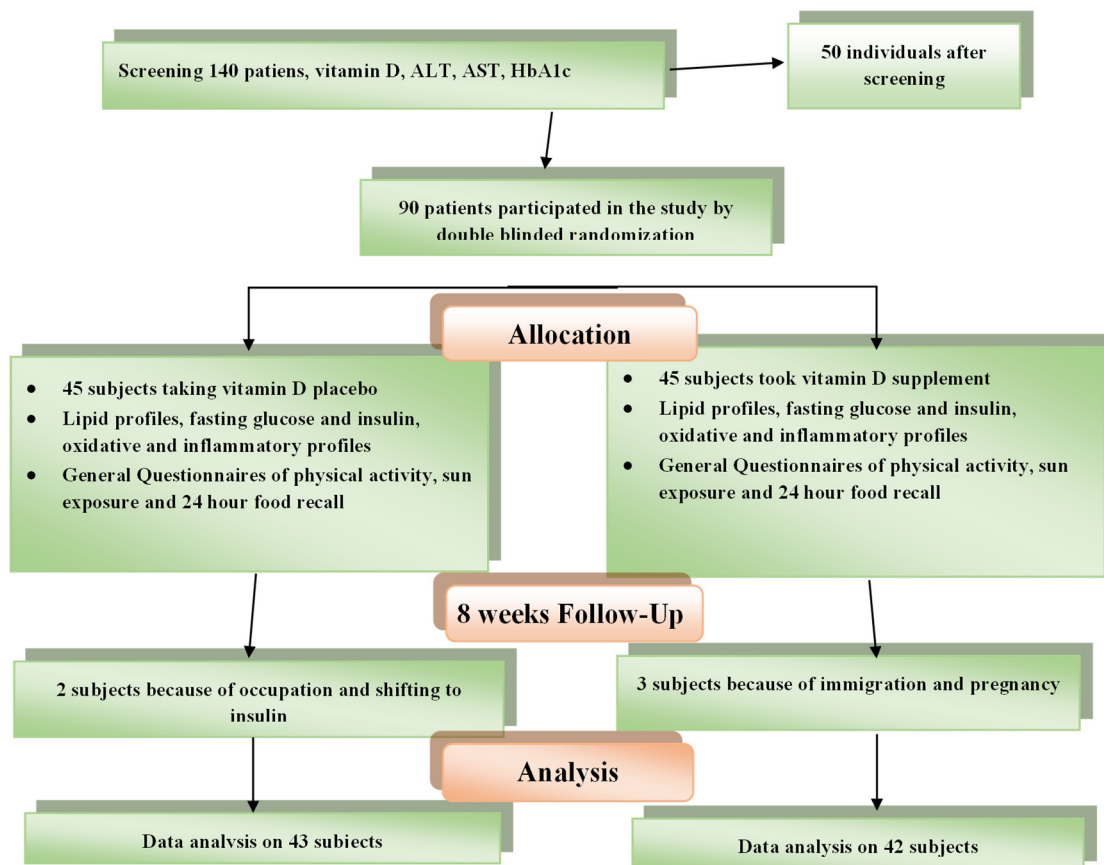 Screening 140 patiens, vitamin D, ALT, AST, HbA1c
50 individuals after
screening
90 patients participated in the study by
double blinded randomization
Allocation
• 45 subjects taking vitamin D placebo
• Lipid profiles, fasting glucose and insulin,
oxidative and inflammatory profiles
• General Questionnaires of physical activity, sun
exposure and 24 hour food recall
• 45 subjects took vitamin D supplement
• Lipid profiles, fasting glucose and insulin,
oxidative and inflammatory profiles
• General Questionnaires of physical activity, sun
exposure and 24 hour food recall
8 weeks Follow-Up
2 subjects because of occupation and shifting to
insulin
3 subjects because of immigration and pregnancy
Analysis
Data analysis on 43 subjects
Data analysis on 42 subjects